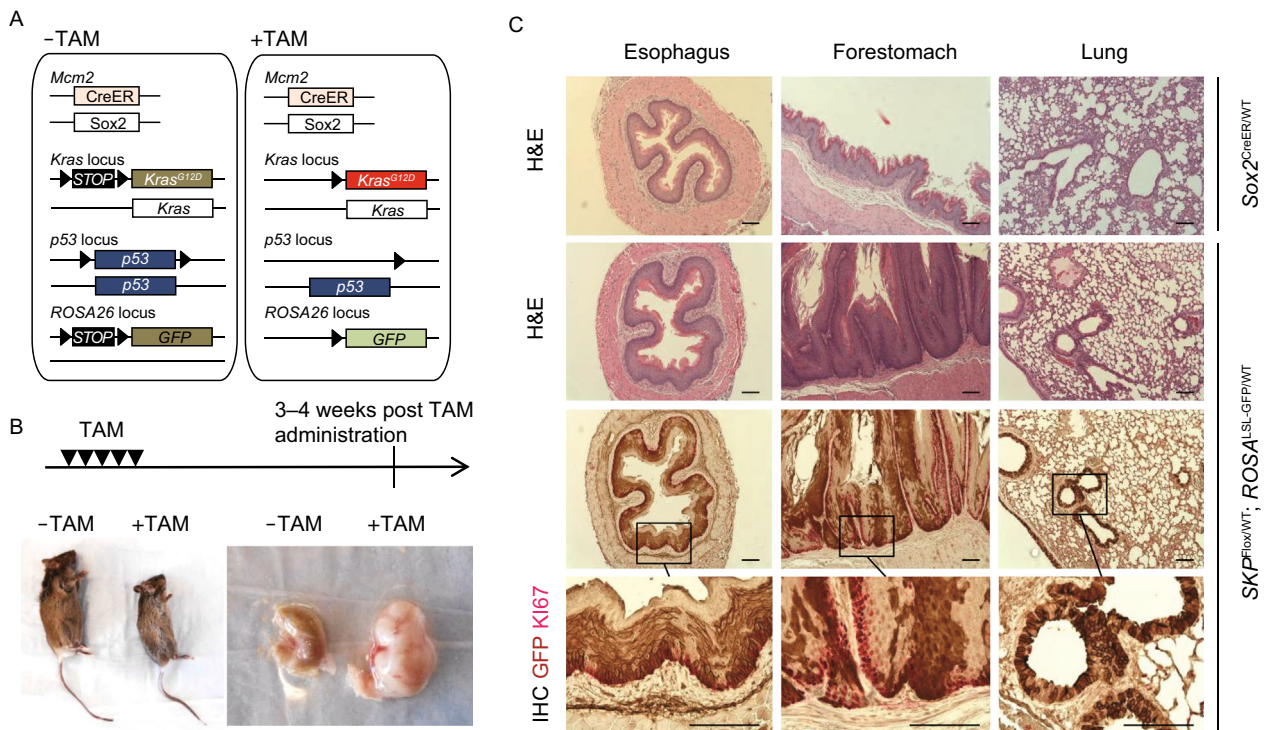 A
−TAM
+TAM
Mcm2
CreER
Sox2
Kras locus
STOP
KrasG12D
Kras
p53 locus
p53
p53
ROSA26 locus
STOP
GFP
Mcm2
CreER
Sox2
Kras locus
KrasG12D
Kras
p53 locus
p53
ROSA26 locus
GFP
B
TAM
3–4 weeks post TAM
administration
−TAM
+TAM
−TAM
+TAM
C
Esophagus
Forestomach
Lung
H&E
H&E
IHC GFP KI67
Sox2CreER/WT
SKPFlox/WT; ROSALSL-GFP/WT